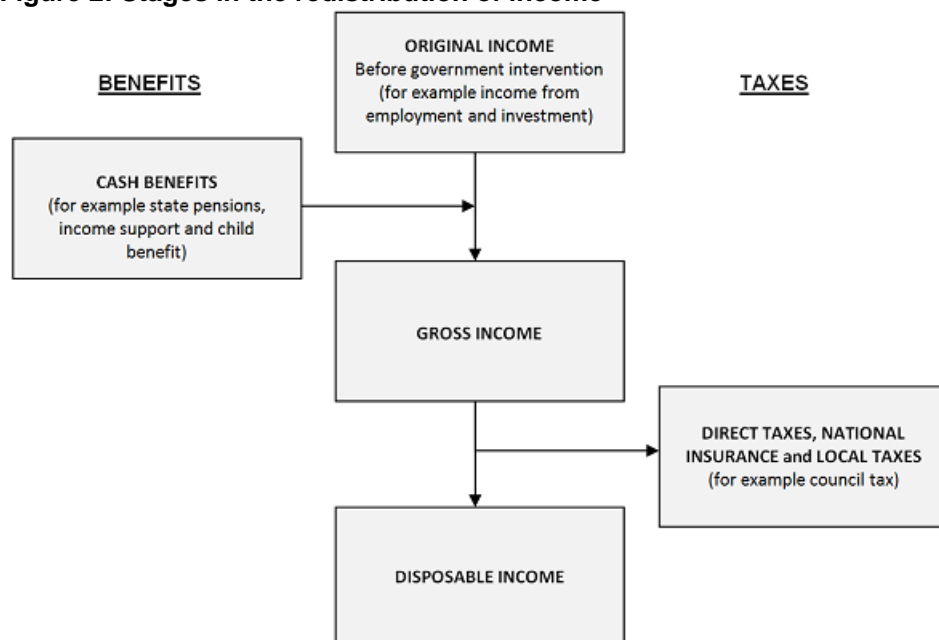 Figure 2: Stages in the redistribution of income
ORIGINAL INCOME
Before government intervention
(for example income from
employment and investment)
BENEFITS
TAXES
CASH BENEFITS
(for example state pensions,
income support and child
benefit)
GROSS INCOME
DIRECT TAXES, NATIONAL
INSURANCE and LOCAL TAXES
(for example council tax)
DISPOSABLE INCOME